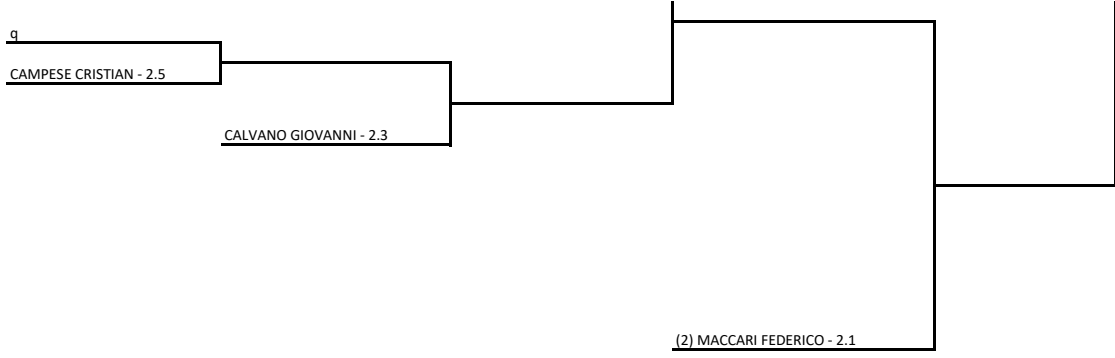 q
CAMPESE CRISTIAN - 2.5
CALVANO GIOVANNI - 2.3
(2) MACCARI FEDERICO - 2.1